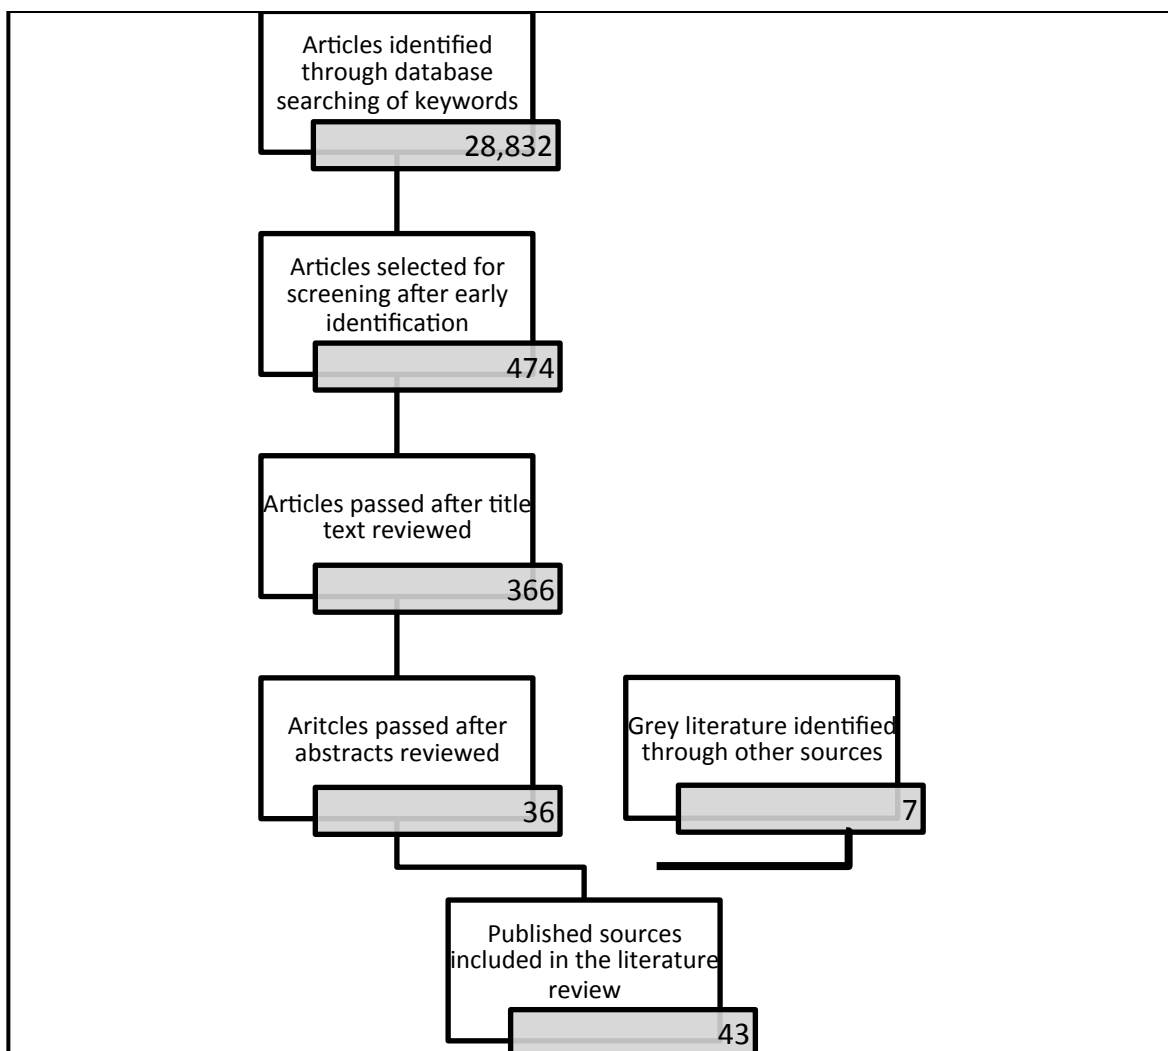 Articles identified
through database
searching of keywords
28,832
Articles selected for
screening after early
identification
474
Articles passed after title
text reviewed
366
Aritcles passed after
abstracts reviewed
36
Grey literature identified
through other sources
7
Published sources
included in the literature
review
43